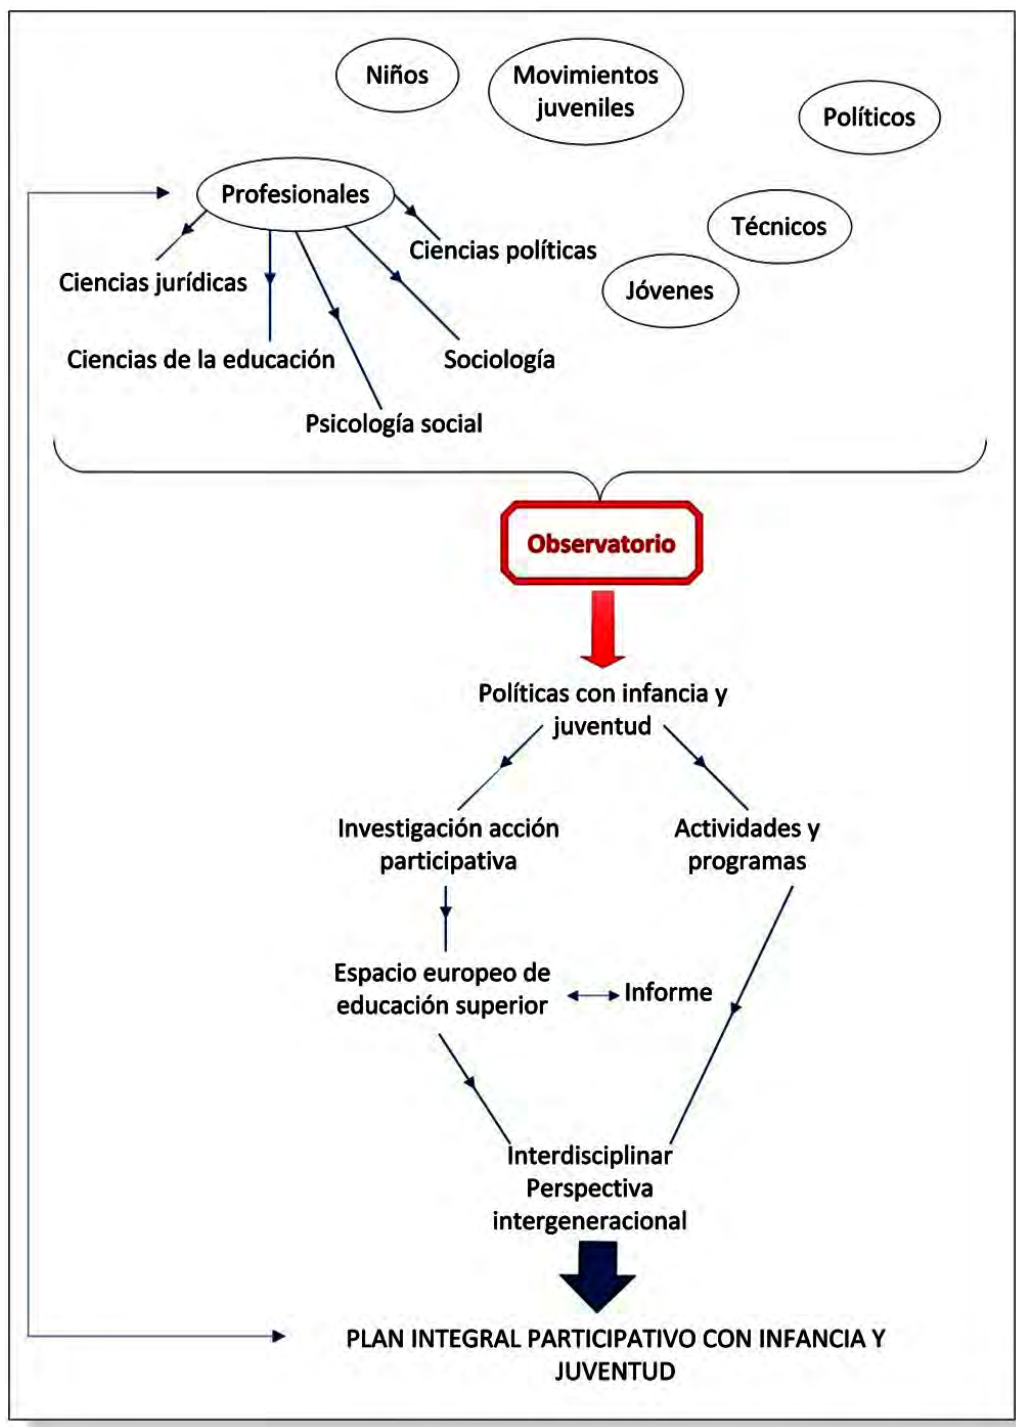 Niños
Movimientos
juveniles
Políticos
Profesionales
Técnicos
Ciencias políticas
Ciencias jurídicas
Jóvenes
Ciencias de la educación
Sociología
Psicología social
Observatorio
Políticas con infancia y
juventud
Investigación acción
participativa
Actividades y
programas
Espacio europeo de
educación superior
Informe
Interdisciplinar
Perspectiva
intergeneracional
PLAN INTEGRAL PARTICIPATIVO CON INFANCIA Y
JUVENTUD